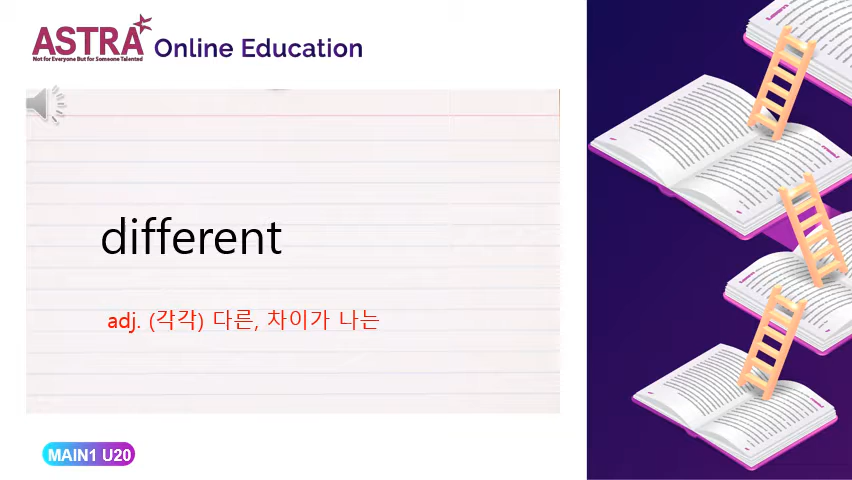 ASTRA
Not for Everyone But for Someone Talented
Online Education
different
adj. (각각) 다른, 차이가 나는
MAIN1 U20